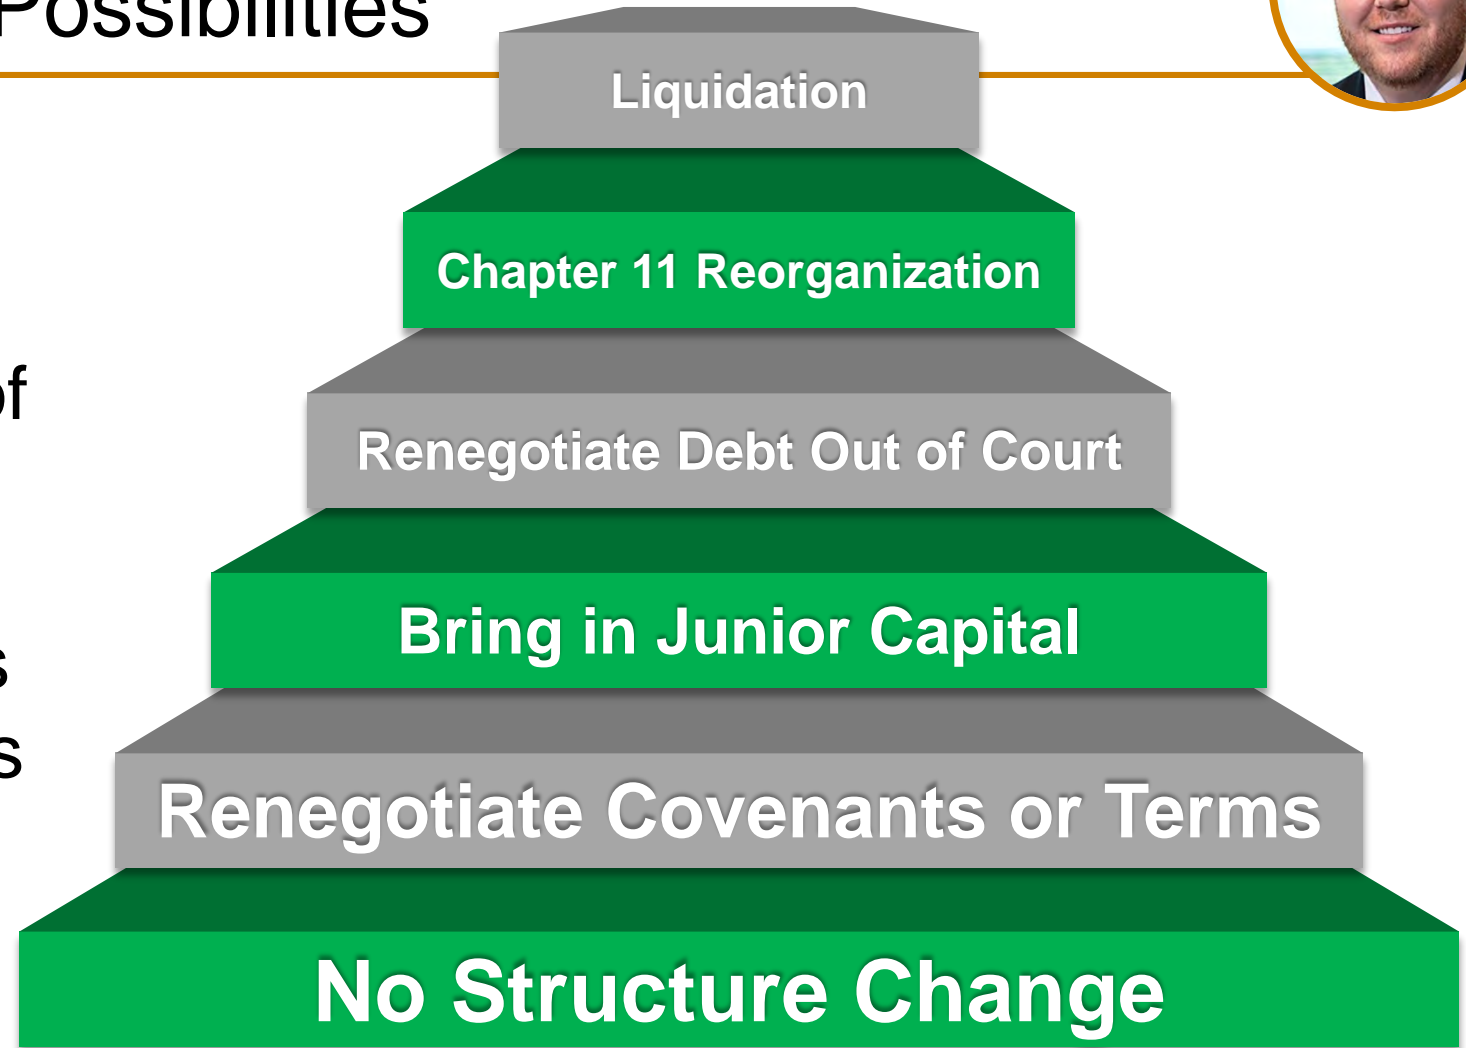 Possibilities
Liquidation
Chapter 11 Reorganization
of
Renegotiate Debt Out of Court
Bring in Junior Capital
s
s
Renegotiate Covenants or Terms
No Structure Change